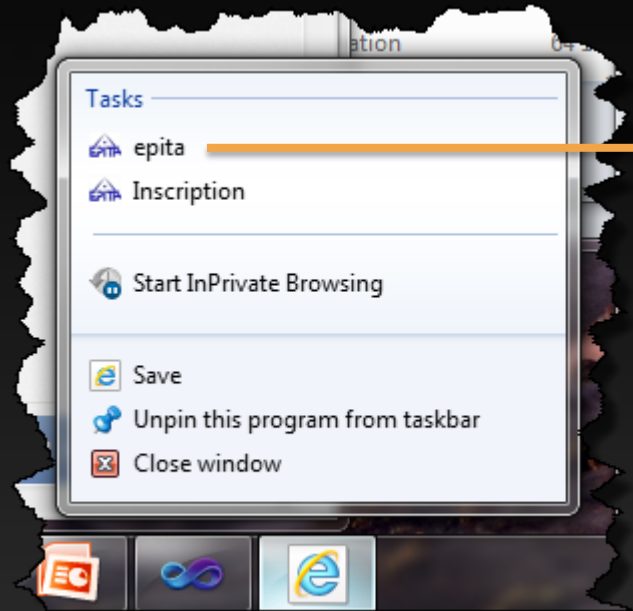 ation
Tasks
epita
Inscription
Start InPrivate Browsing
Save
Unpin this program from taskbar
Close window